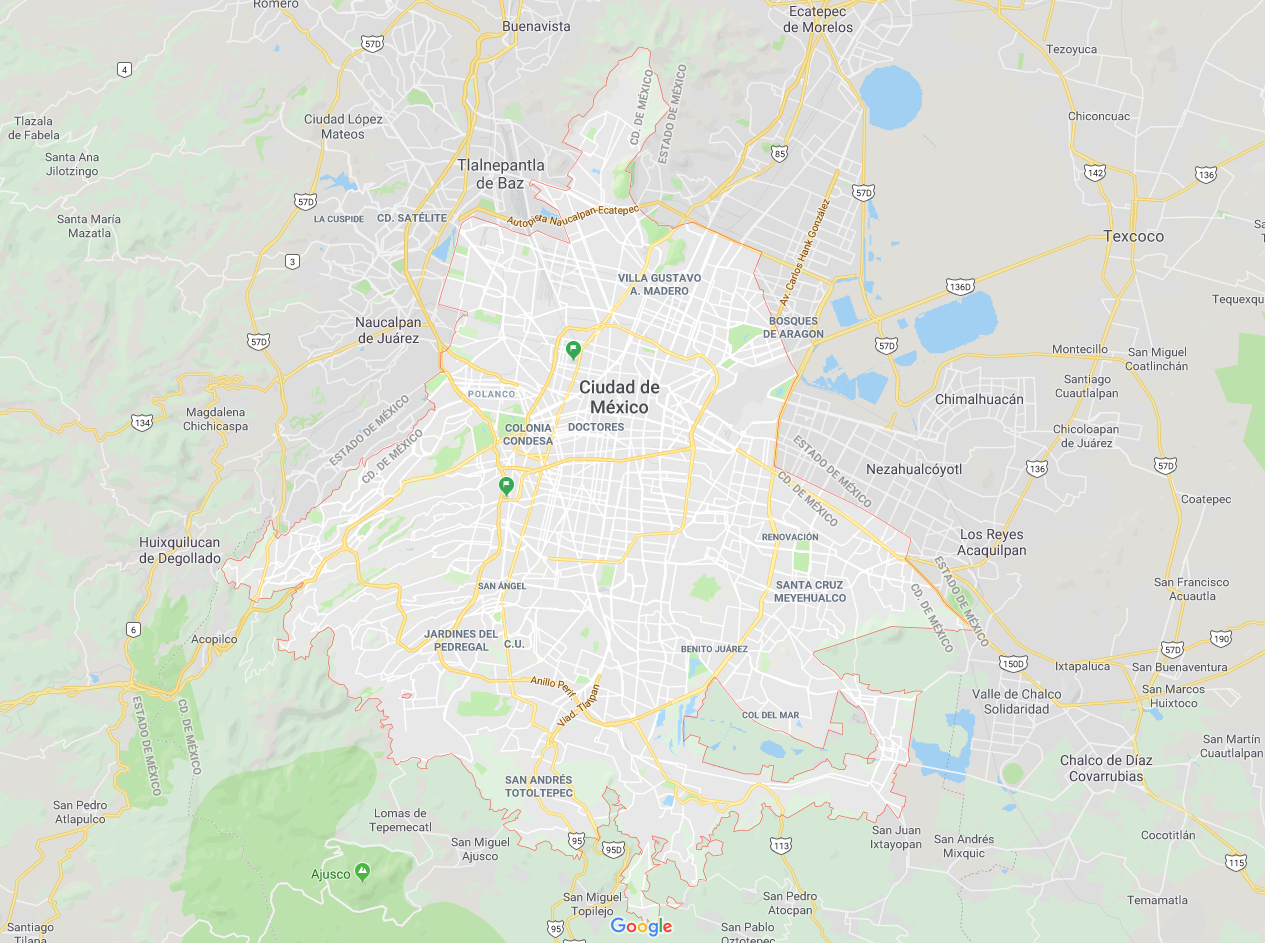 Romero
Buenavista
Ecatepec
de Morelos
57D
57D
Tezoyuca
4
Tlazala
de Fabela
Ciudad López
Mateos
CD. DE MÉXICO
ESTADO DE MÉXICO
Chiconcuac
Santa Ana
Jilotzingo
Tlalnepantla
de Baz
85
142
136
57D
57D
Santa María
Mazatla
LA CUSPIDE
CD. SATÉLITE
Autopista Naucalpan-Ecatepec
Av. Carlos Hank González
Texcoco
3
VILLA GUSTAVO
A. MADERO
136D
Tequexqu
Naucalpan
de Juárez
BOSQUES
DE ARAGON
57D
57D
Montecillo
San Miguel
Coatlinchán
Ciudad de
México
Santiago
Cuautlalpan
POLANCO
Chimalhuacán
Magdalena
Chichicaspa
134
ESTADO DE MÉXICO
CD. DE MÉXICO
COLONIA
CONDESA
DOCTORES
Chicoloapan
de Juárez
ESTADO DE MÉXICO
CD. DE MÉXICO
Nezahualcóyotl
136
57D
Coatepec
Huixquilucan
de Degollado
RENOVACIÓN
Los Reyes
Acaquilpan
SAN ÁNGEL
SANTA CRUZ
MEYEHUALCO
ESTADO DE MÉXICO
CD. DE MÉXICO
San Francisco
Acuautla
6
Acopilco
JARDINES DEL
PEDREGAL
C.U.
BENITO JUÁREZ
190
57D
150D
Ixtapaluca
San Buenaventura
ESTADO DE MÉXICO
CD. DE MÉXICO
Anillo Perif.
Viad. Tlalpan
COL DEL MAR
Valle de Chalco
Solidaridad
San Marcos
Huixtoco
San Martín
Cuautlalpan
SAN ANDRÉS
TOTOLTEPEC
Chalco de Díaz
Covarrubias
San Pedro
Atlapulco
Lomas de
Tepemecatl
San Miguel
Ajusco
95
95D
113
San Juan
Ixtayopan
San Andrés
Mixquic
Cocotitlán
115
Ajusco
San Miguel
Topilejo
San Pedro
Atocpan
Temamatla
Santiago
Tilapa
95
Google
San Pablo
Oztotepec